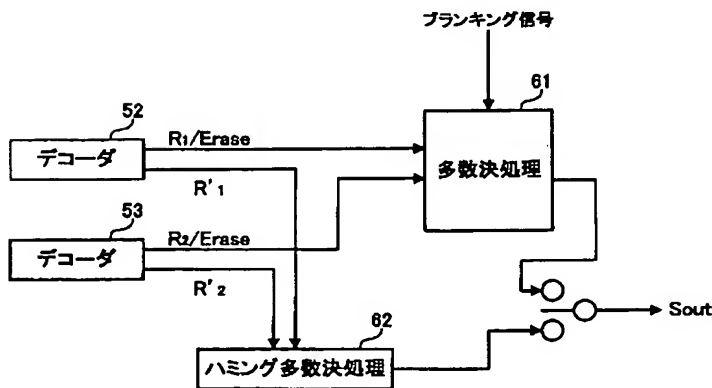 ブランキング信号
61
52
デコーダ
R1/Erase
多数決処理
R'1
53
デコーダ
R2/Erase
R'2
Sout
62
ハミング多数決処理